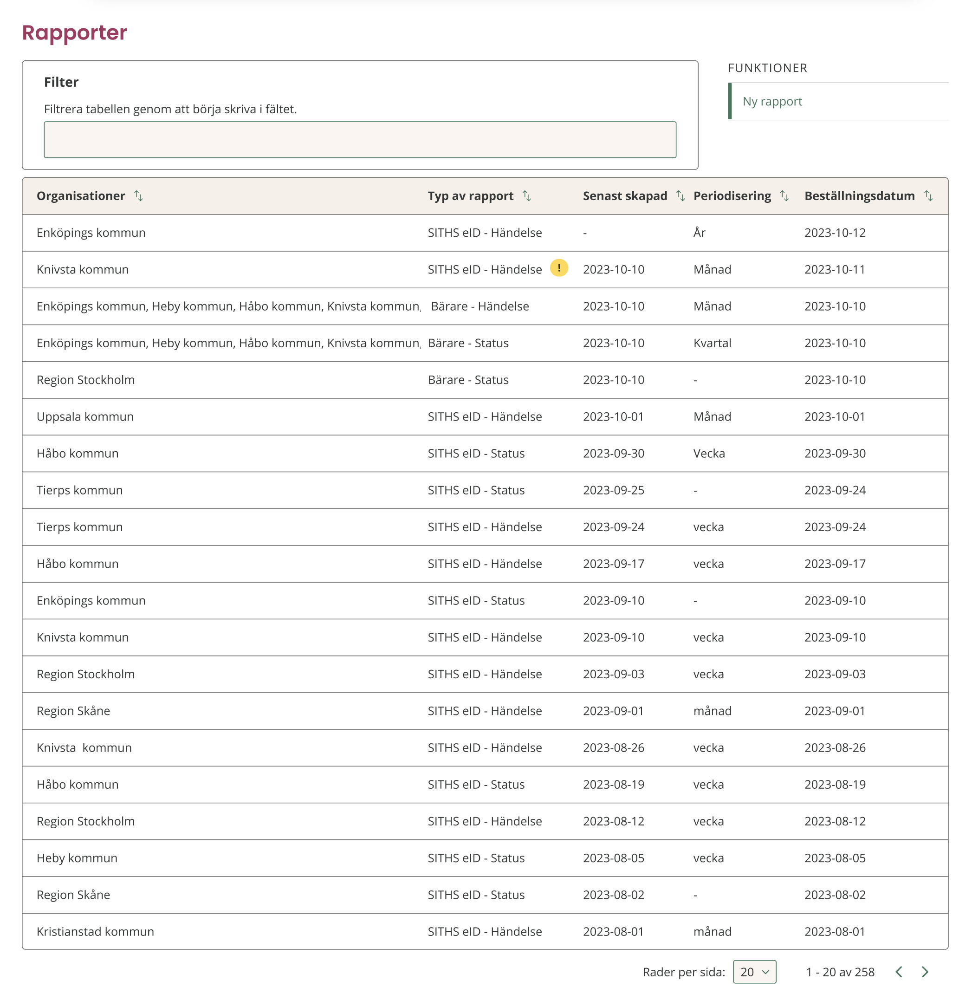 Rapporter
Filter
Filtrera tabellen genom att börja skriva i fältet.
FUNKTIONER
Ny rapport
Organisationer Typ av rapport Senast skapad Periodisering Beställningsdatum
Enköpings kommun SITHS eID - Händelse - År 2023-10-12
Knivsta kommun SITHS eID - Händelse ! 2023-10-10 Månad 2023-10-11
Enköpings kommun, Heby kommun, Håbo kommun, Knivsta kommun, Bärare - Händelse 2023-10-10 Månad 2023-10-10
Enköpings kommun, Heby kommun, Håbo kommun, Knivsta kommun, Bärare - Status 2023-10-10 Kvartal 2023-10-10
Region Stockholm Bärare - Status 2023-10-10 - 2023-10-10
Uppsala kommun SITHS eID - Händelse 2023-10-01 Månad 2023-10-01
Håbo kommun SITHS eID - Status 2023-09-30 Vecka 2023-09-30
Tierps kommun SITHS eID - Status 2023-09-25 - 2023-09-24
Tierps kommun SITHS eID - Händelse 2023-09-24 vecka 2023-09-24
Håbo kommun SITHS eID - Händelse 2023-09-17 vecka 2023-09-17
Enköpings kommun SITHS eID - Status 2023-09-10 - 2023-09-10
Knivsta kommun SITHS eID - Händelse 2023-09-10 vecka 2023-09-10
Region Stockholm SITHS eID - Händelse 2023-09-03 vecka 2023-09-03
Region Skåne SITHS eID - Händelse 2023-09-01 månad 2023-09-01
Knivsta  kommun SITHS eID - Händelse 2023-08-26 vecka 2023-08-26
Håbo kommun SITHS eID - Status 2023-08-19 vecka 2023-08-19
Region Stockholm SITHS eID - Händelse 2023-08-12 vecka 2023-08-12
Heby kommun SITHS eID - Status 2023-08-05 vecka 2023-08-05
Region Skåne SITHS eID - Status 2023-08-02 - 2023-08-02
Kristianstad kommun SITHS eID - Händelse 2023-08-01 månad 2023-08-01
Rader per sida: 20 1 - 20 av 258